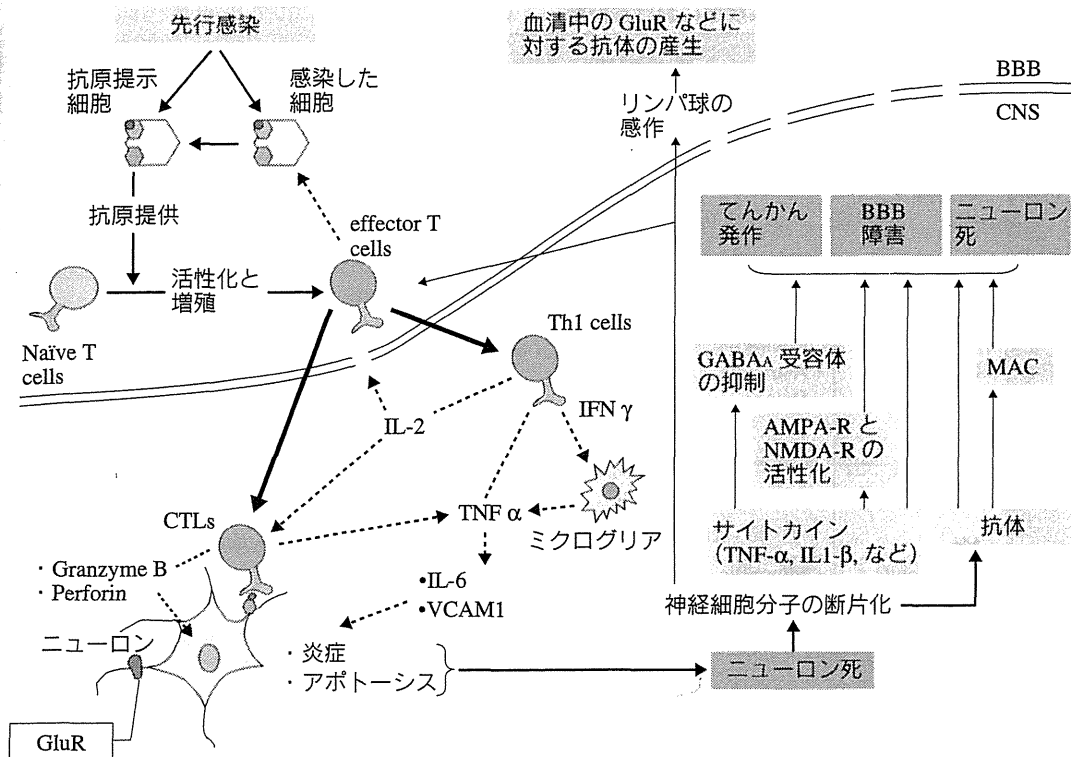 先行感染
抗原提示
細胞
感染した
細胞
抗原提供
effector T
cells
活性化と
増殖
Naïve T
cells
血清中の GluR などに
対する抗体の産生
リンパ球の
感作
BBB
CNS
てんかん
発作
BBB
障害
ニューロン
死
Th1 cells
GABAA 受容体
の抑制
MAC
IL-2
IFN γ
AMPA-R と
NMDA-R の
活性化
CTLs
TNF α
ミクログリア
サイトカイン
(TNF-α, IL1-β, など)
抗体
・Granzyme B
・Perforin
•IL-6
•VCAM1
神経細胞分子の断片化
ニューロン
・炎症
・アポトーシス
ニューロン死
GluR